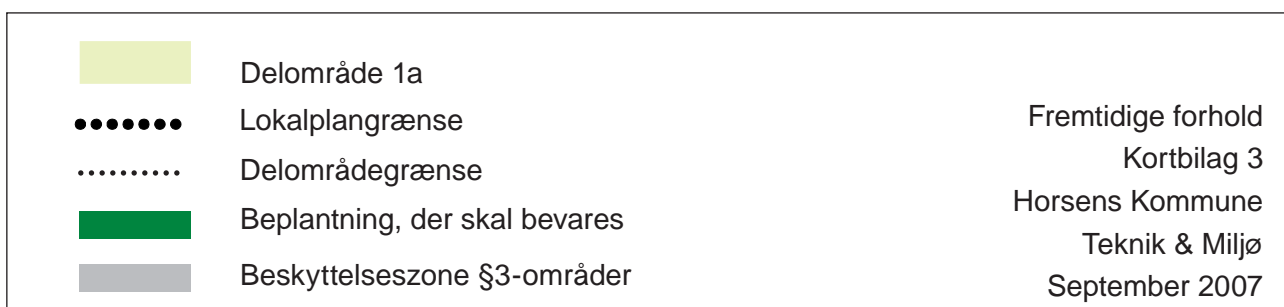 Delområde 1a
Lokalplangrænse
Delområdegrænse
Beplantning, der skal bevares
Beskyttelseszone §3-områder
Fremtidige forhold
Kortbilag 3
Horsens Kommune
Teknik & Miljø
September 2007